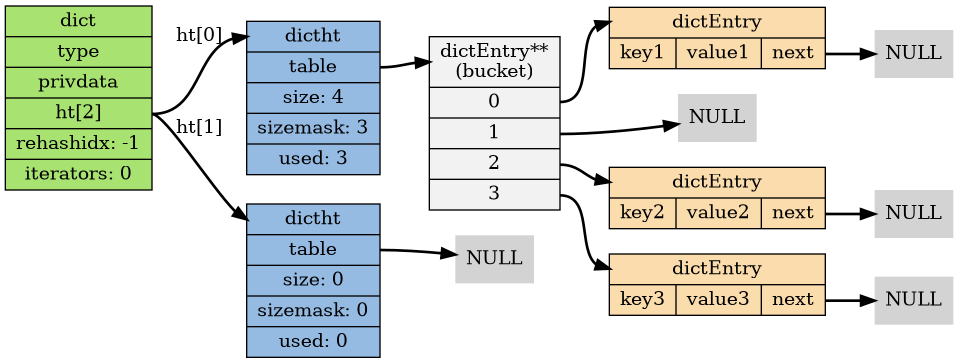 dict
type
privdata
ht[2]
rehashidx: -1
iterators: 0
ht[0]
ht[1]
dictht
table
size: 4
sizemask: 3
used: 3
dictht
table
size: 0
sizemask: 0
used: 0
NULL
dictEntry**
(bucket)
0
1
2
3
dictEntry
key1 value1 next
NULL
NULL
dictEntry
key2 value2 next
NULL
dictEntry
key3 value3 next
NULL